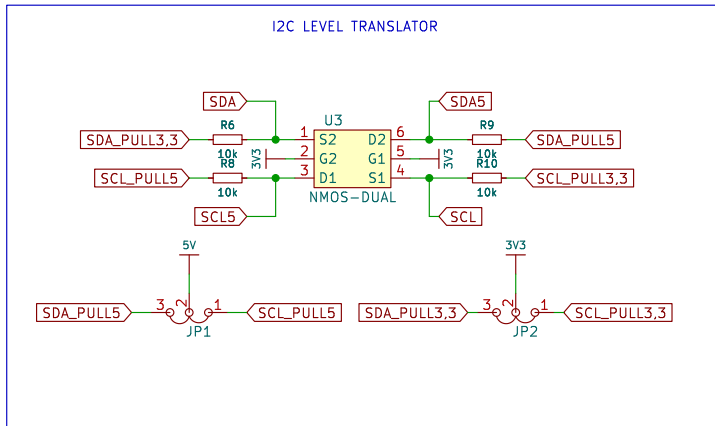 I2C LEVEL TRANSLATOR
SDA
SDA5
U3
R6
R9
1
S2
D2
6
SDA_PULL3,3
SDA_PULL5
10k
10k
3V3
2
G2
G1
5
3V3
R8
R10
SCL_PULL5
3
D1
S1
4
SCL_PULL3,3
10k
10k
NMOS-DUAL
SCL5
SCL
5V
3V3
SDA_PULL5
3
2
1
SCL_PULL5
SDA_PULL3,3
3
2
1
SCL_PULL3,3
JP1
JP2